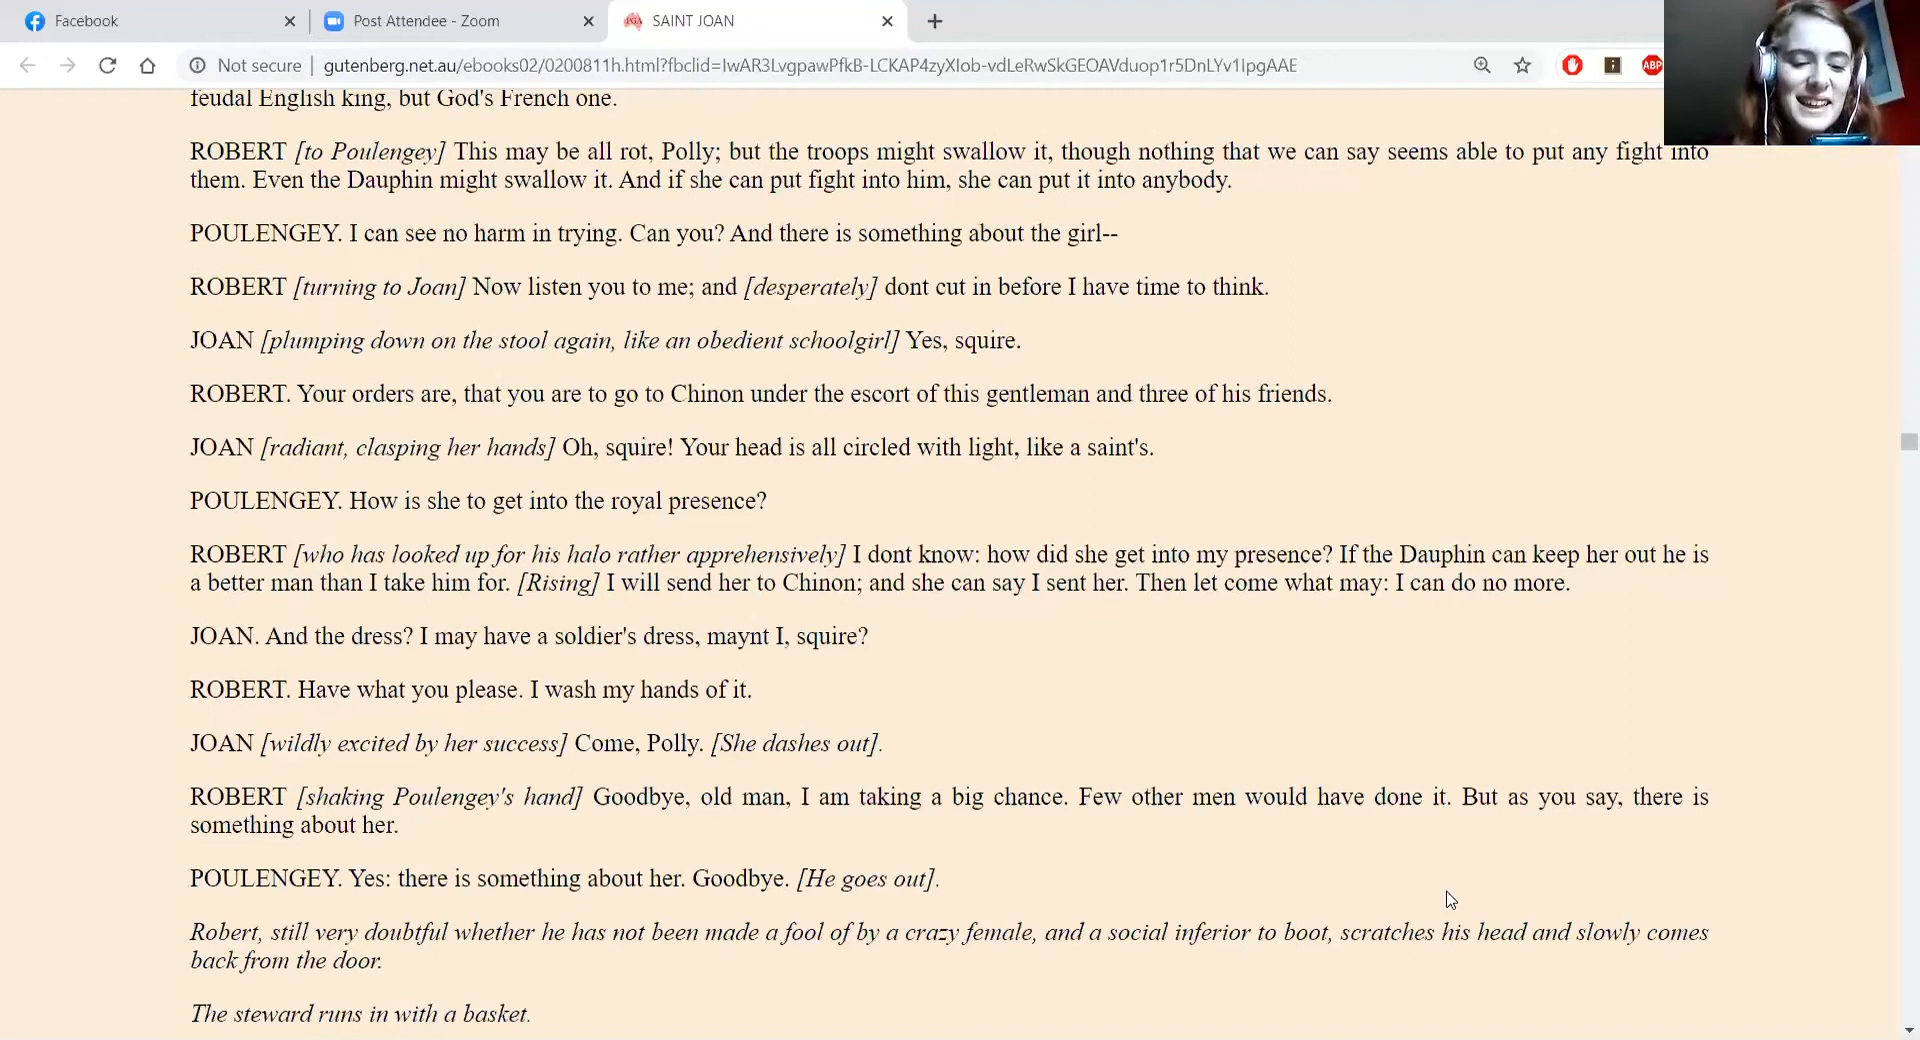 Facebook
Post Attendee - Zoom
SAINT JOAN
Not secure
gutenberg.net.au/ebooks02/0200811h.html?fbclid=IwAR3LvgpawPfkB-LCKAP4zyXIob-vdLeRwSkGEOAVduop1r5DnLYv1IpgAAE
ABP
feudal English king, but God's French one.
ROBERT [to Poulengey] This may be all rot, Polly; but the troops might swallow it, though nothing that we can say seems able to put any fight into
them. Even the Dauphin might swallow it. And if she can put fight into him, she can put it into anybody.
POULENGEY. I can see no harm in trying. Can you? And there is something about the girl--
ROBERT [turning to Joan] Now listen you to me; and [desperately] dont cut in before I have time to think.
JOAN [plumping down on the stool again, like an obedient schoolgirl] Yes, squire.
ROBERT. Your orders are, that you are to go to Chinon under the escort of this gentleman and three of his friends.
JOAN [radiant, clasping her hands] Oh, squire! Your head is all circled with light, like a saint's.
POULENGEY. How is she to get into the royal presence?
ROBERT [who has looked up for his halo rather apprehensively] I dont know: how did she get into my presence? If the Dauphin can keep her out he is
a better man than I take him for. [Rising] I will send her to Chinon; and she can say I sent her. Then let come what may: I can do no more.
JOAN. And the dress? I may have a soldier's dress, maynt I, squire?
ROBERT. Have what you please. I wash my hands of it.
JOAN [wildly excited by her success] Come, Polly. [She dashes out].
ROBERT [shaking Poulengey's hand] Goodbye, old man, I am taking a big chance. Few other men would have done it. But as you say, there is
something about her.
POULENGEY. Yes: there is something about her. Goodbye. [He goes out].
Robert, still very doubtful whether he has not been made a fool of by a crazy female, and a social inferior to boot, scratches his head and slowly comes
back from the door.
The steward runs in with a basket.